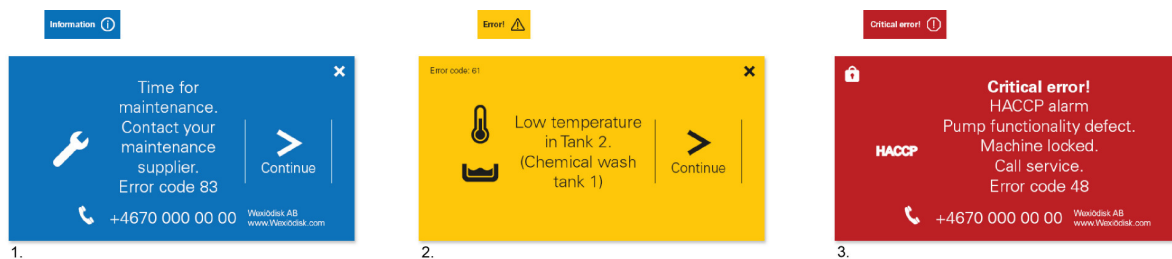 Information
Error!
Critical error!
Time for
maintenance.
Contact your
maintenance
supplier.
Error code 83
Continue
+4670 000 00 00
Wexiödisk AB
www.Wexiödisk.com
1.
Error code: 61
Low temperature
in Tank 2.
(Chemical wash
tank 1)
Continue
2.
Critical error!
HACCP alarm
Pump functionality defect.
Machine locked.
Call service.
Error code 48
HACCP
+4670 000 00 00
Wexiödisk AB
www.Wexiödisk.com
3.